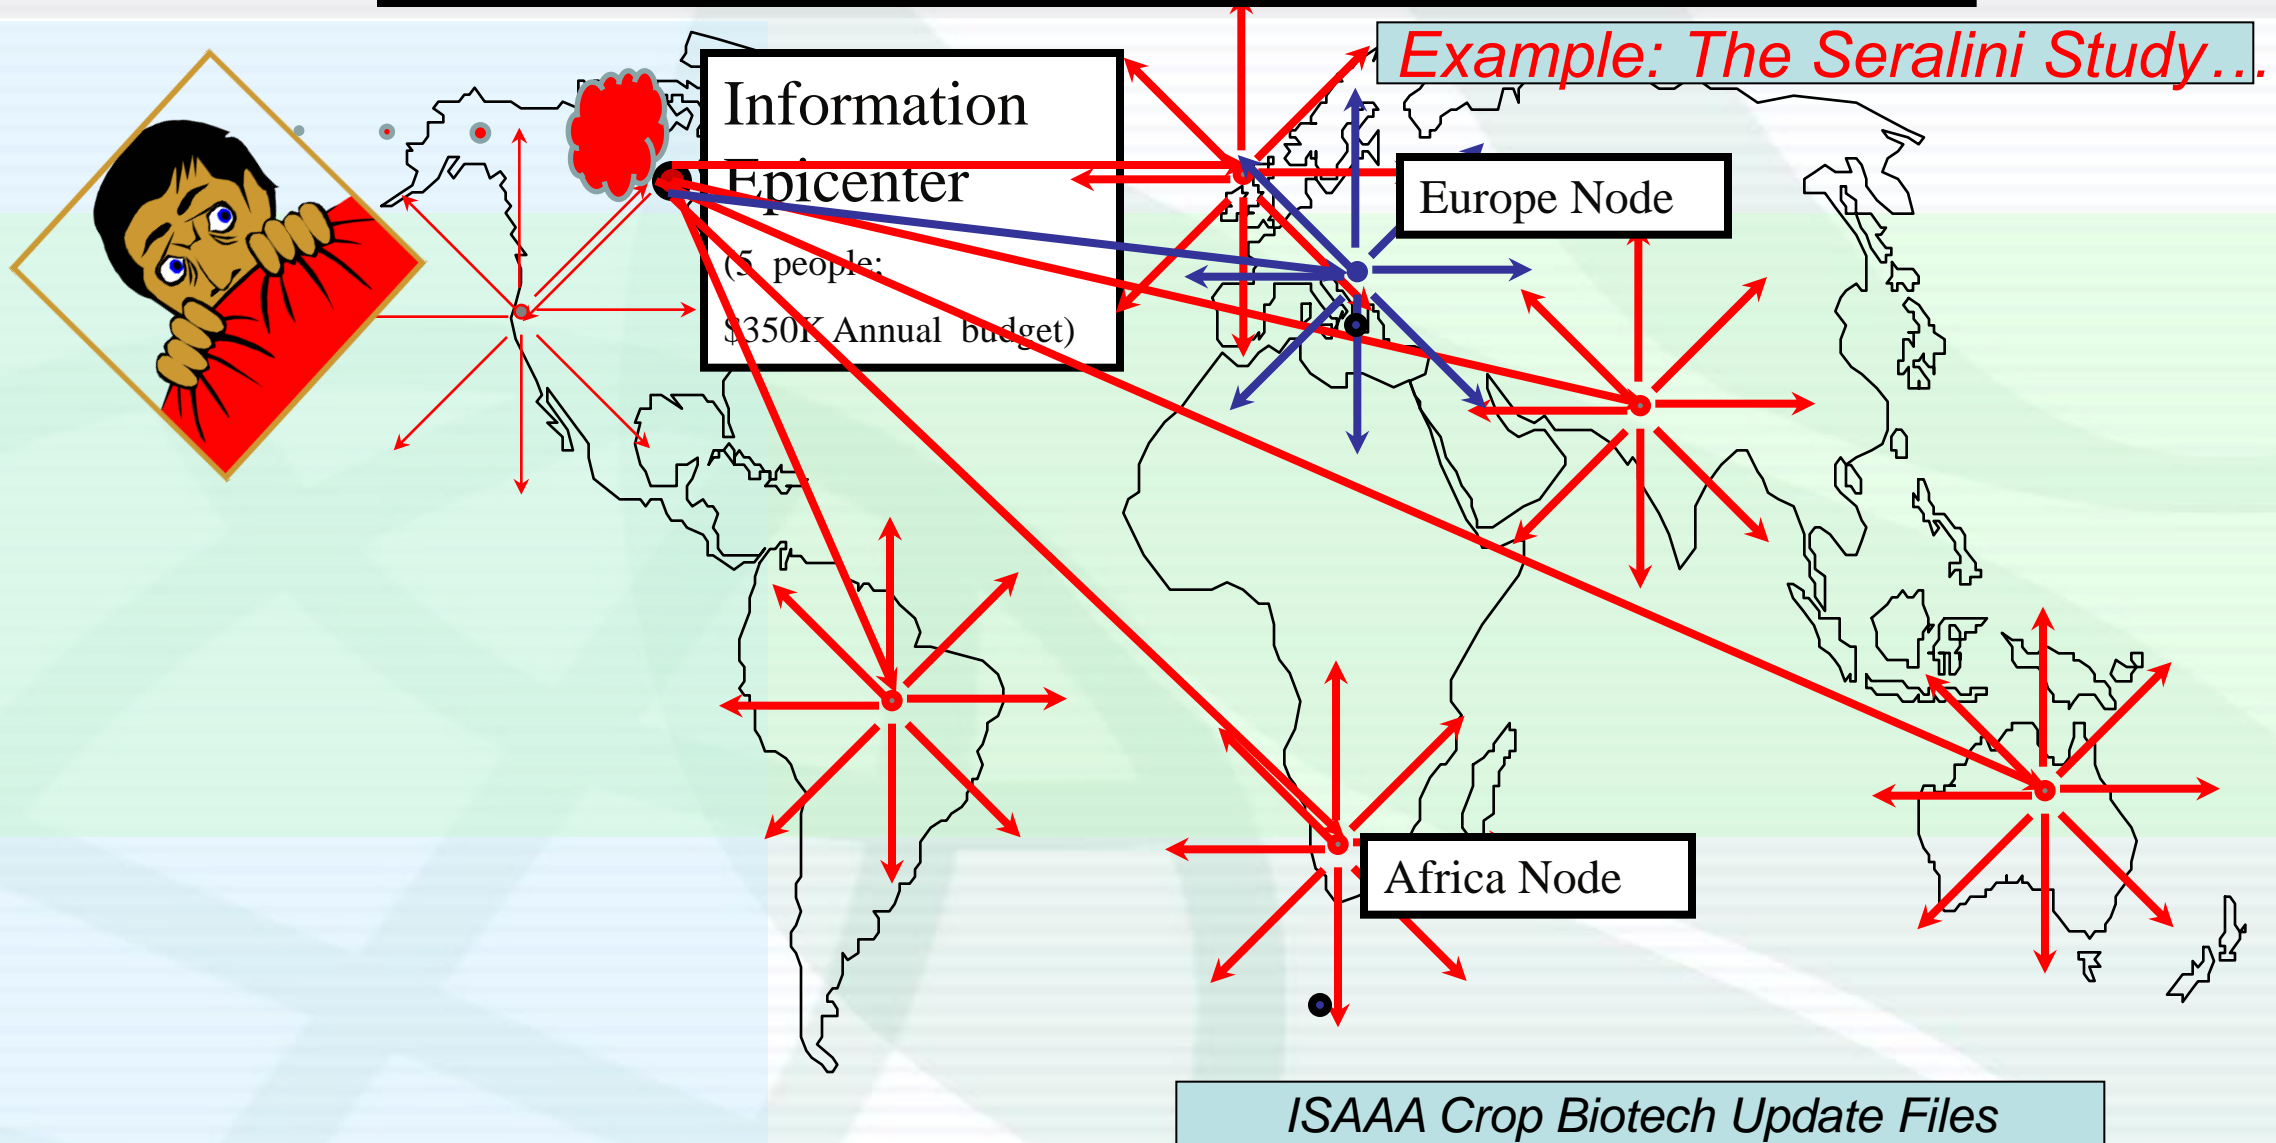 Example: The Seralini Study…
Information
Epicenter
(5 people;
$350K Annual budget)
Europe Node
Africa Node
ISAAA Crop Biotech Update Files